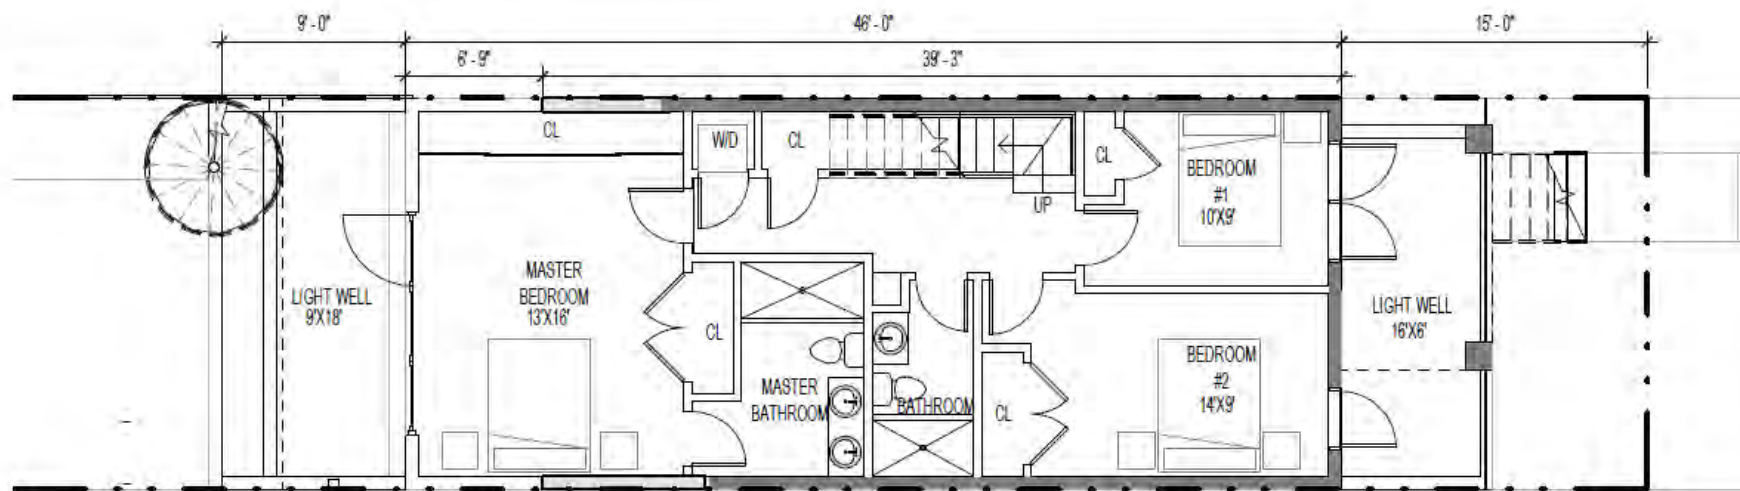 9'-0"
46'-0"
15'-0"
6'-9"
39'-3"
CL
W/D
CL
CL
BEDROOM
#1
10'X9'
UP
MASTER
BEDROOM
13'X16'
LIGHT WELL
9'X18'
LIGHT WELL
16'X6'
CL
BEDROOM
#2
14'X9'
MASTER
BATHROOM
BATHROOM
CL